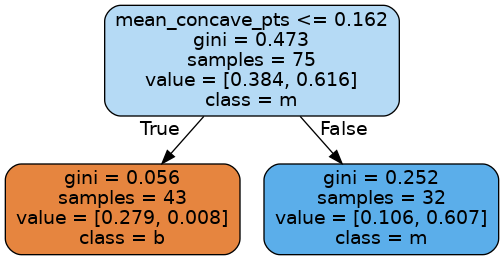 mean_concave_pts <= 0.162
gini = 0.473
samples = 75
value = [0.384, 0.616]
class = m
True
False
gini = 0.056
samples = 43
value = [0.279, 0.008]
class = b
gini = 0.252
samples = 32
value = [0.106, 0.607]
class = m